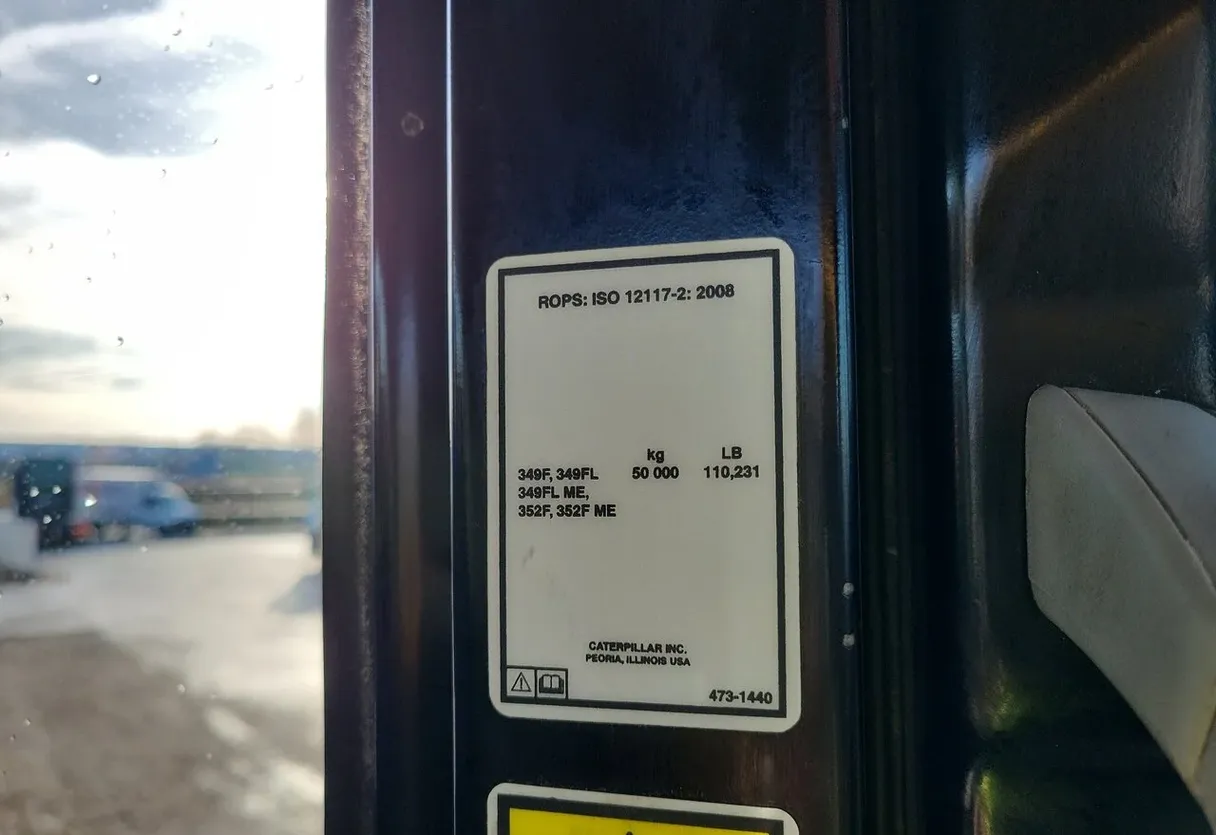 ROPS: ISO 12117-2: 2008
kg LB
349F, 349FL 50 000 110,231
349FL ME,
352F, 352F ME
CATERPILLAR INC.
PEORIA, ILLINOIS USA
473-1440